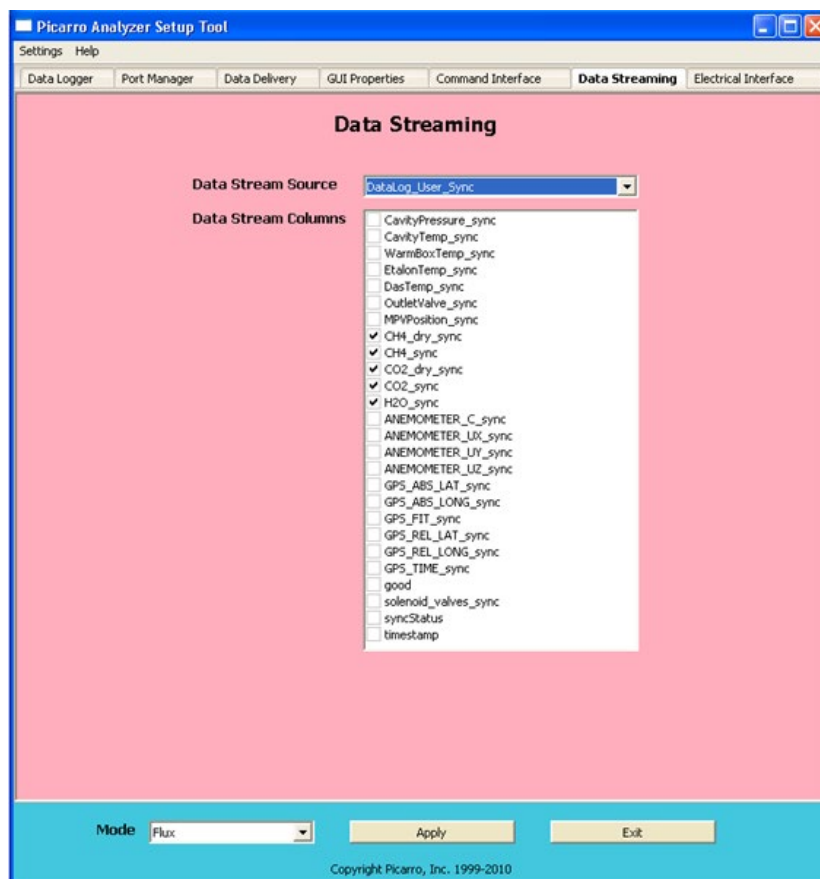 Picarro Analyzer Setup Tool
Settings Help
Data Logger Port Manager Data Delivery GUI Properties Command Interface Data Streaming Electrical Interface
Data Streaming
Data Stream Source DataLog_User_Sync
Data Stream Columns CavityPressure_sync
CavityTemp_sync
WarmBoxTemp_sync
EtalonTemp_sync
DasTemp_sync
OutletValve_sync
MPVPosition_sync
CH4_dry_sync
CH4_sync
CO2_dry_sync
CO2_sync
H2O_sync
ANEMOMETER_C_sync
ANEMOMETER_UX_sync
ANEMOMETER_UY_sync
ANEMOMETER_UZ_sync
GPS_ABS_LAT_sync
GPS_ABS_LONG_sync
GPS_FIT_sync
GPS_REL_LAT_sync
GPS_REL_LONG_sync
GPS_TIME_sync
good
solenoid_valves_sync
syncStatus
timestamp
Mode Flux Apply Exit
Copyright Picarro, Inc. 1999-2010